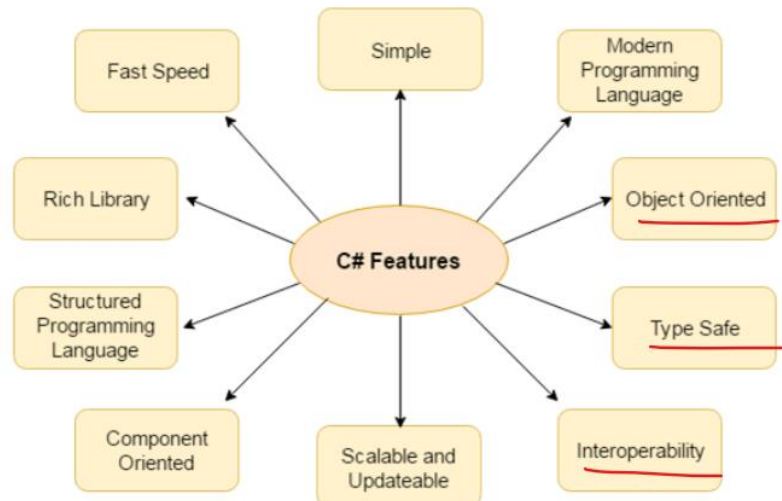 Simple
Modern
Programming
Language
Fast Speed
Object Oriented
Rich Library
C# Features
Structured
Programming
Language
Type Safe
Component
Oriented
Scalable and
Updateable
Interoperability